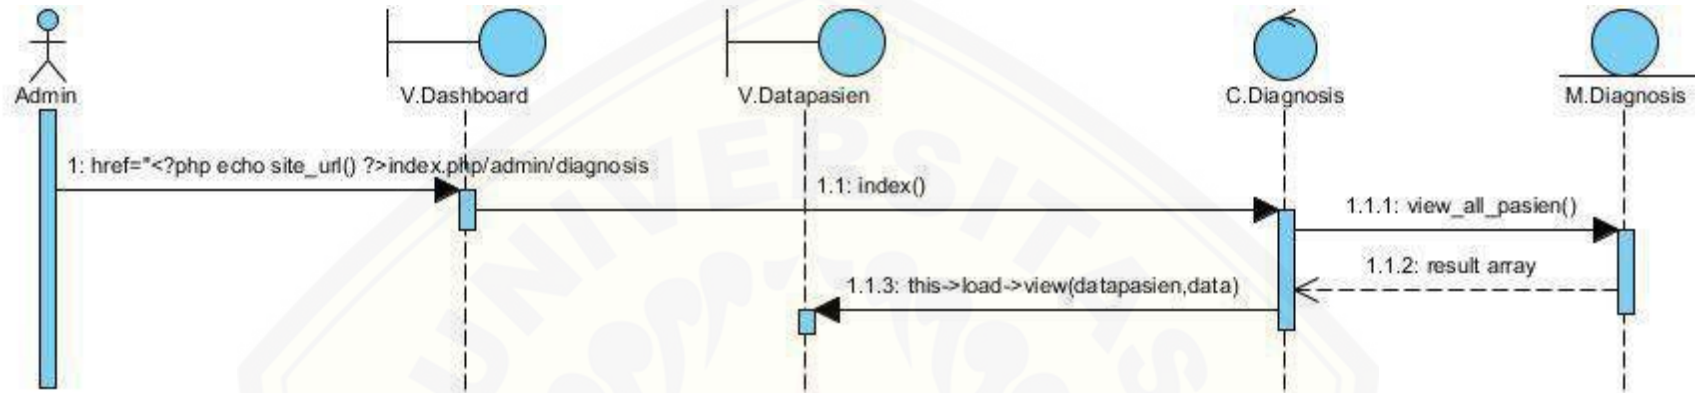 Admin
V.Dashboard
V.Datapasien
C.Diagnosis
M.Diagnosis
1: href="<?php echo site_url() ?>index.php/admin/diagnosis
1.1: index()
1.1.1: view_all_pasien()
1.1.2: result array
1.1.3: this->load->view(datapasien,data)
UNIVERSITAS